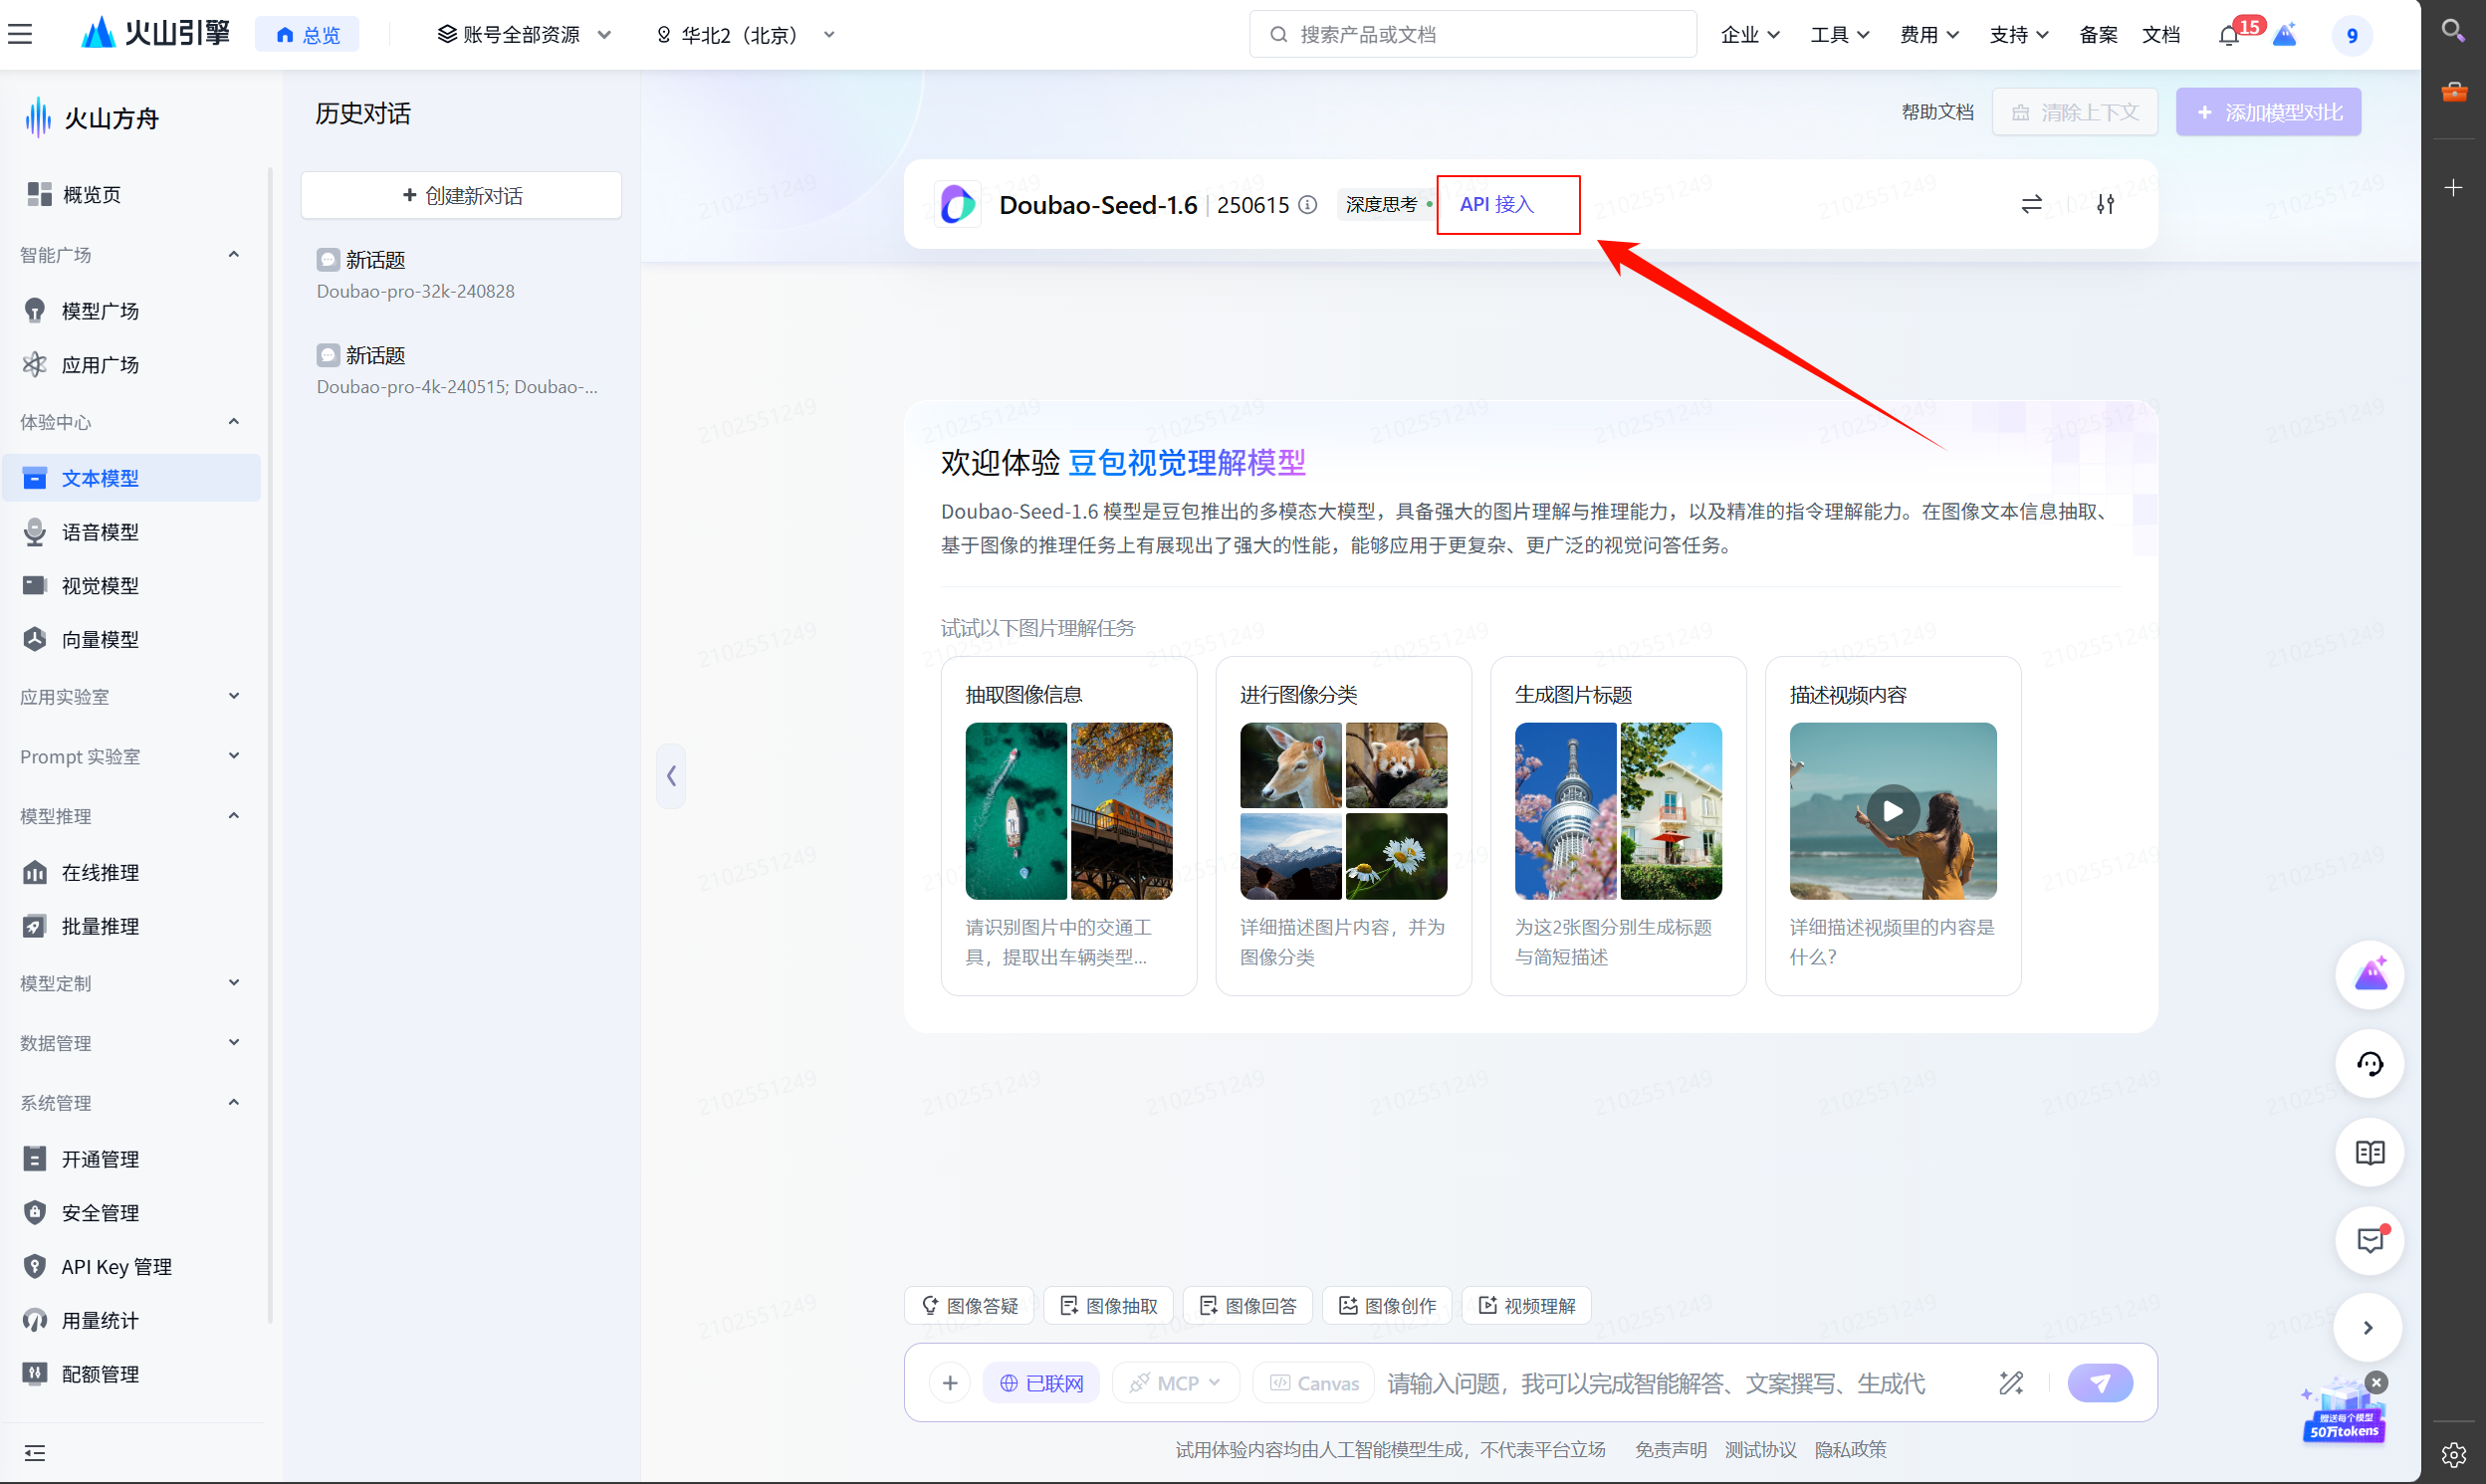 火山引擎
总览
账号全部资源
华北2（北京）
搜索产品或文档
企业
工具
费用
支持
备案
文档
15
9
火山方舟
概览页
智能广场
模型广场
应用广场
体验中心
文本模型
语音模型
视觉模型
向量模型
应用实验室
Prompt 实验室
模型推理
在线推理
批量推理
模型定制
数据管理
系统管理
开通管理
安全管理
API Key 管理
用量统计
配额管理
历史对话
+ 创建新对话
新话题
Doubao-pro-32k-240828
新话题
Doubao-pro-4k-240515; Doubao-...
帮助文档
清除上下文
+ 添加模型对比
Doubao-Seed-1.6 | 250615
深度思考
API 接入
欢迎体验 豆包视觉理解模型
Doubao-Seed-1.6 模型是豆包推出的多模态大模型，具备强大的图片理解与推理能力，以及精准的指令理解能力。在图像文本信息抽取、
基于图像的推理任务上有展现出了强大的性能，能够应用于更复杂、更广泛的视觉问答任务。
试试以下图片理解任务
抽取图像信息
请识别图片中的交通工
具，提取出车辆类型...
进行图像分类
详细描述图片内容，并为
图像分类
生成图片标题
为这2张图分别生成标题
与简短描述
描述视频内容
详细描述视频里的内容是
什么？
图像答疑
图像抽取
图像回答
图像创作
视频理解
已联网
MCP
Canvas
请输入问题，我可以完成智能解答、文案撰写、生成代
试用体验内容均由人工智能模型生成，不代表平台立场
免责声明
测试协议
隐私政策
赠送每个模型
50万tokens
2102551249